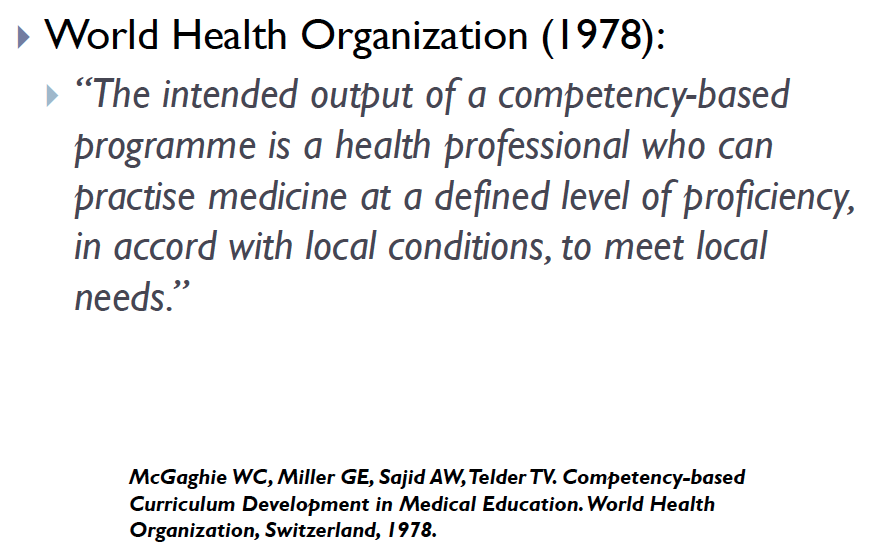 World Health Organization (1978):
“The intended output of a competency-based
programme is a health professional who can
practise medicine at a defined level of proficiency,
in accord with local conditions, to meet local
needs.”
McGaghie WC, Miller GE, Sajid AW, Telder TV. Competency-based
Curriculum Development in Medical Education. World Health
Organization, Switzerland, 1978.